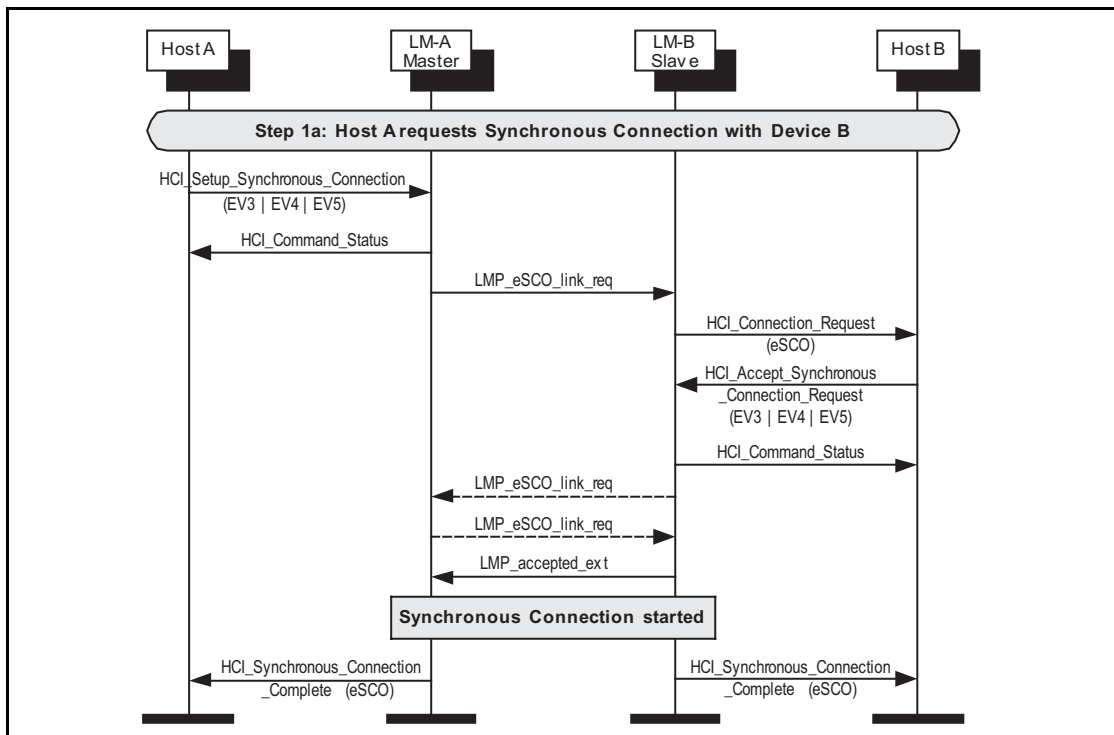 Host A
LM-A
Master
LM-B
Slave
Host B
Step 1a: Host A requests Synchronous Connection with Device B
HCI_Setup_Synchronous_Connection
(EV3 | EV4 | EV5)
HCI_Command_Status
LMP_eSCO_link_req
HCI_Connection_Request
(eSCO)
HCI_Accept_Synchronous
_Connection_Request
(EV3 | EV4 | EV5)
HCI_Command_Status
LMP_eSCO_link_req
LMP_eSCO_link_req
LMP_accepted_ext
Synchronous Connection started
HCI_Synchronous_Connection
_Complete (eSCO)
HCI_Synchronous_Connection
_Complete (eSCO)